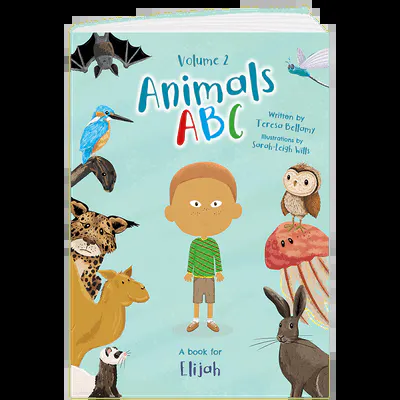 Volume 2
Animals
ABC
Written by
Teresa Bellamy
Illustrations by
Sarah-Leigh Wills
A book for
Elijah